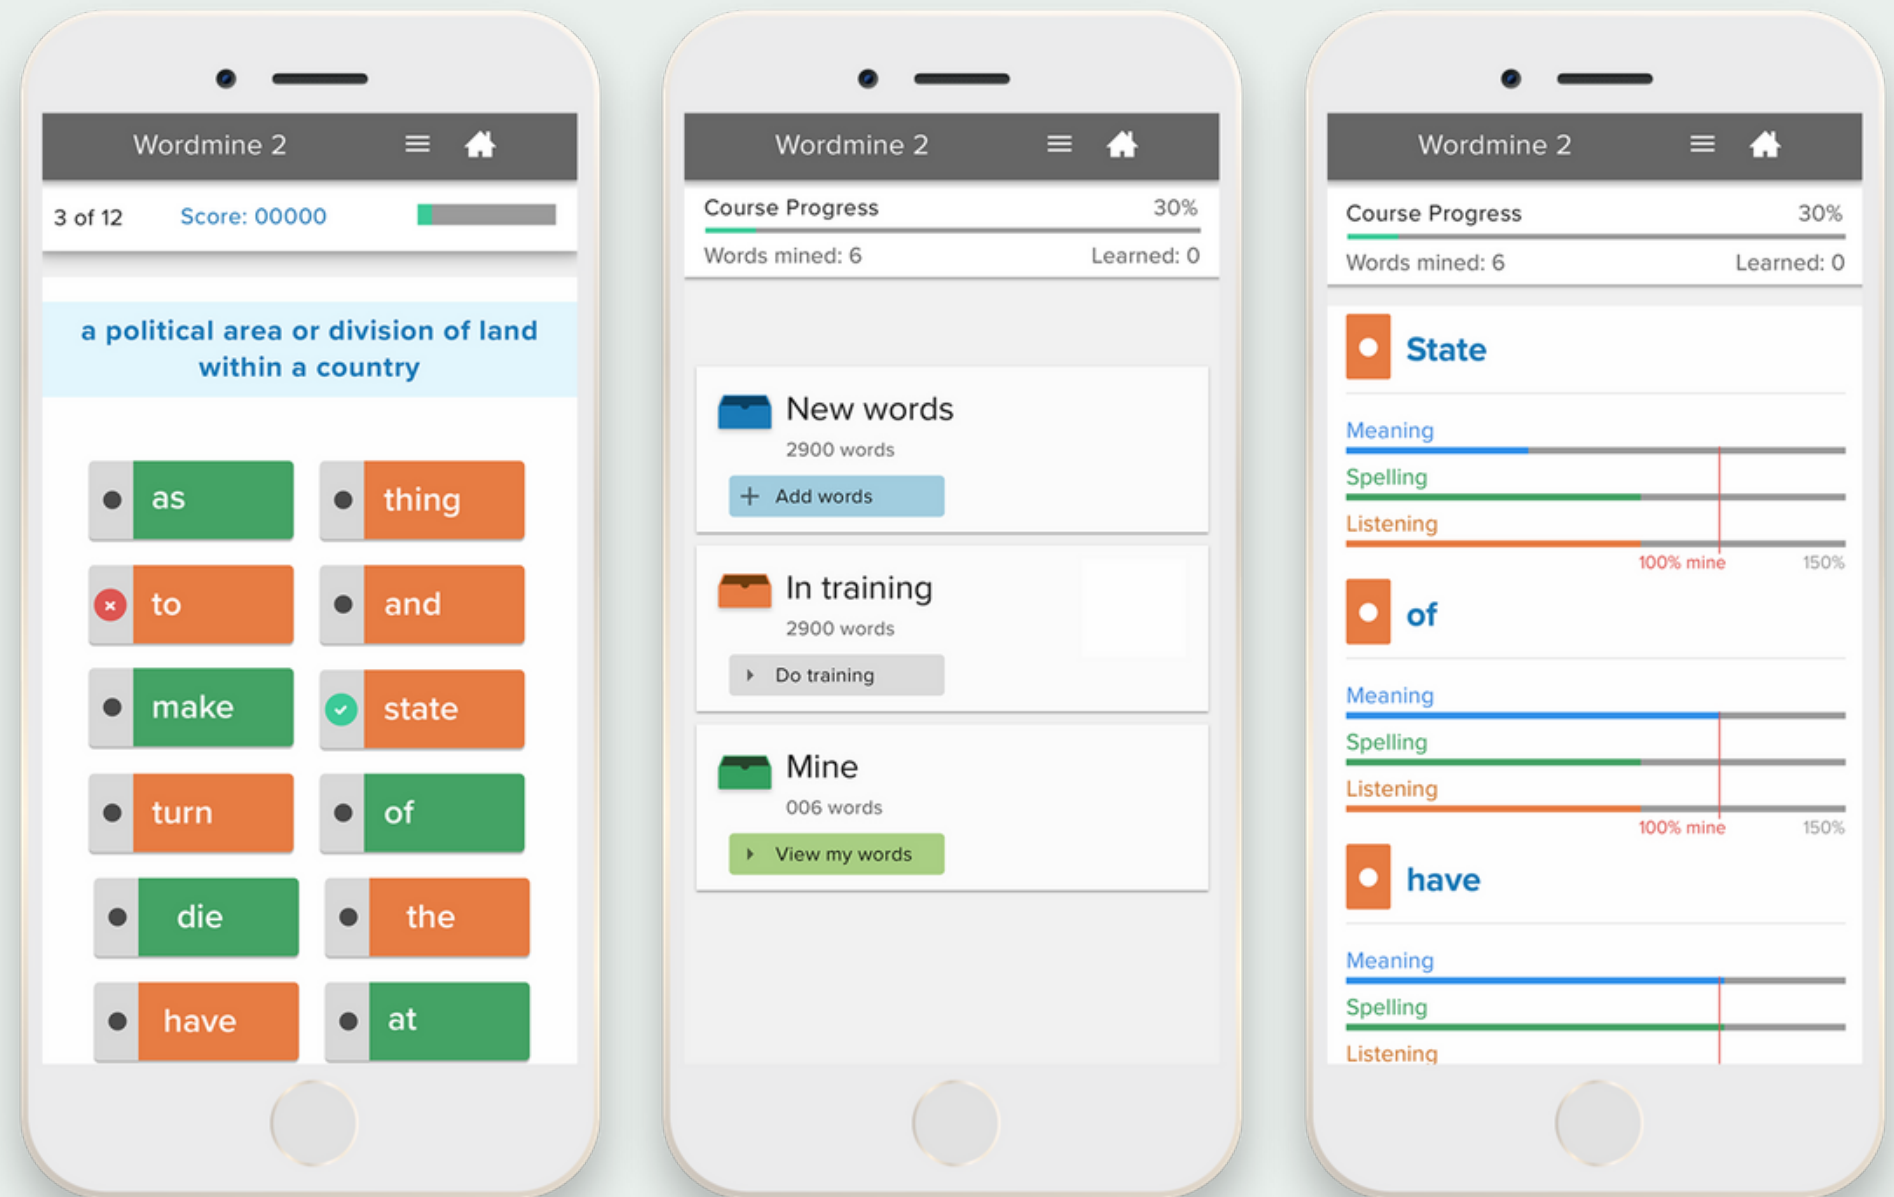 Wordmine 2
3 of 12 Score: 00000
a political area or division of land
within a country
as thing
to and
make state
turn of
die the
have at
Wordmine 2
Course Progress 30%
Words mined: 6 Learned: 0
New words
2900 words
+ Add words
In training
2900 words
Do training
Mine
006 words
View my words
Wordmine 2
Course Progress 30%
Words mined: 6 Learned: 0
State
Meaning
Spelling
Listening
100% mine 150%
of
Meaning
Spelling
Listening
100% mine 150%
have
Meaning
Spelling
Listening